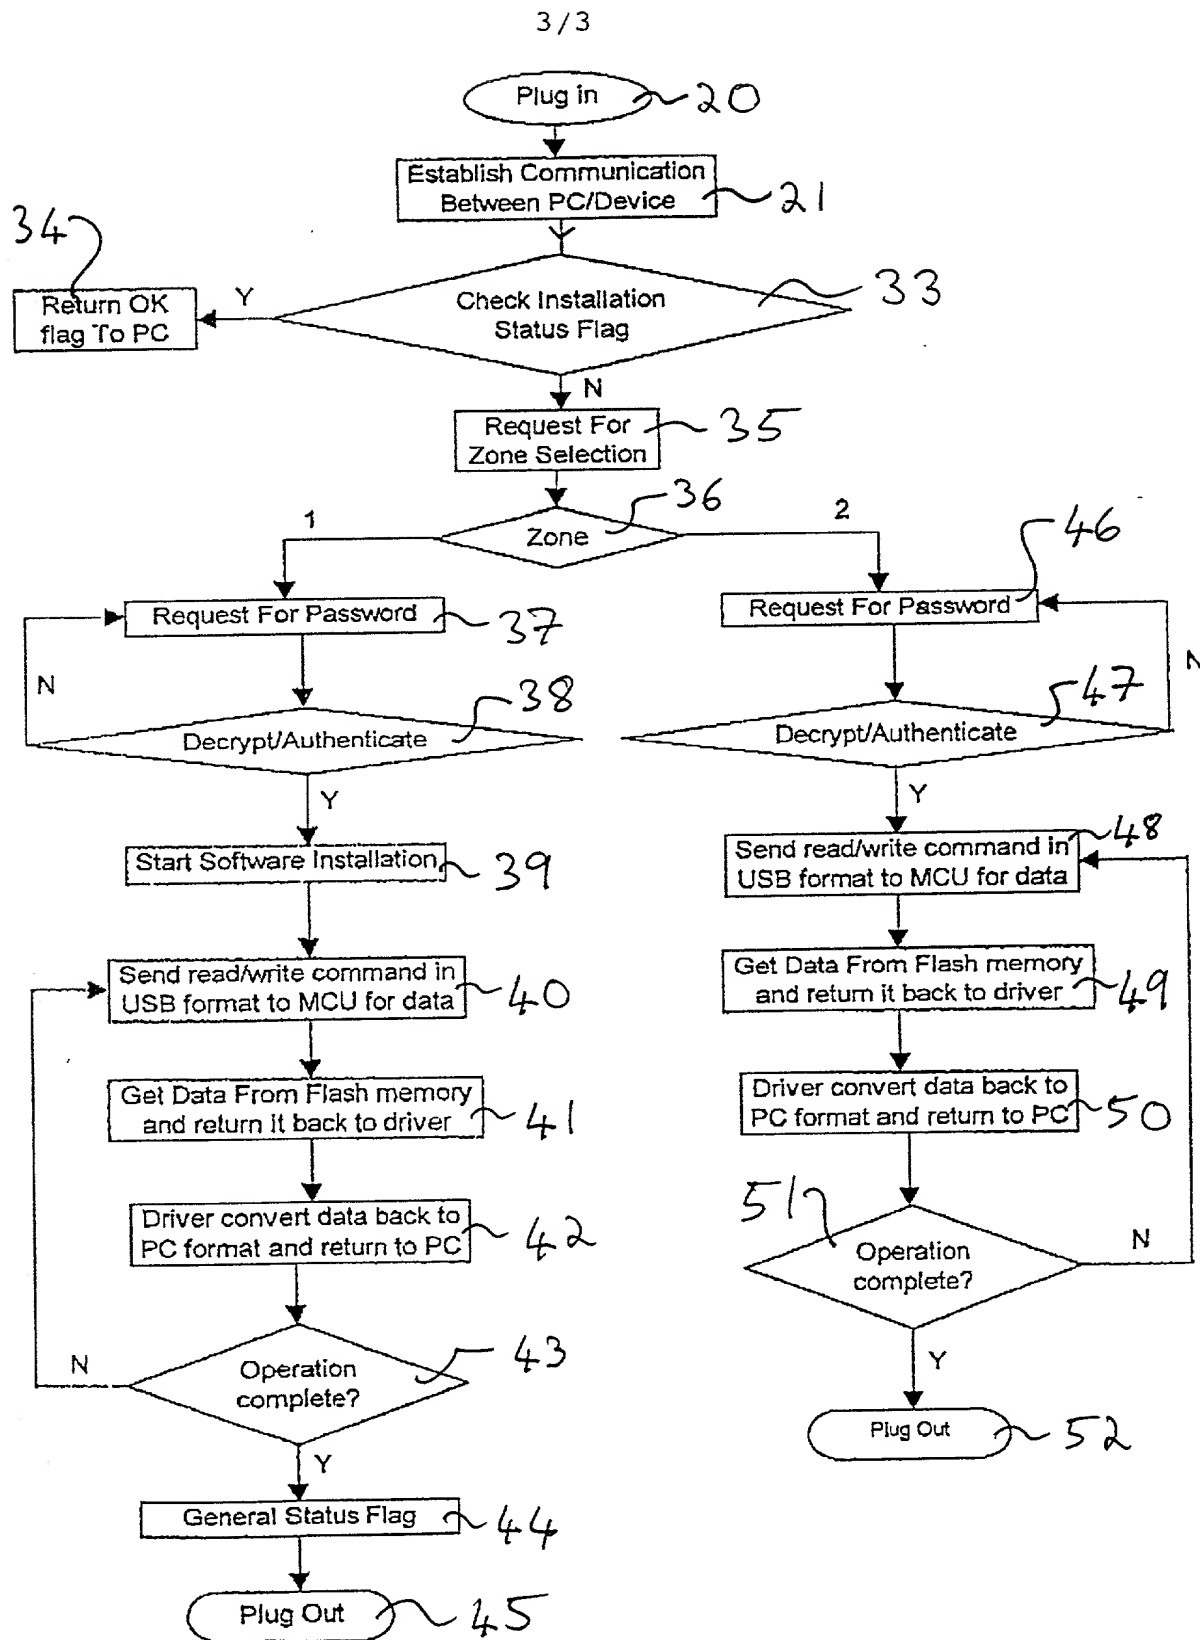 3/3
Plug in
20
Establish Communication
Between PC/Device
21
34
Return OK
flag To PC
Y
Check Installation
Status Flag
33
N
Request For
Zone Selection
35
1
Zone
36
2
Request For Password
37
N
Decrypt/Authenticate
38
Y
Start Software Installation
39
Send read/write command in
USB format to MCU for data
40
Get Data From Flash memory
and return it back to driver
41
Driver convert data back to
PC format and return to PC
42
Operation
complete?
43
N
Y
General Status Flag
44
Plug Out
45
Request For Password
46
N
Decrypt/Authenticate
47
Y
Send read/write command in
USB format to MCU for data
48
Get Data From Flash memory
and return it back to driver
49
Driver convert data back to
PC format and return to PC
50
51
Operation
complete?
N
Y
Plug Out
52